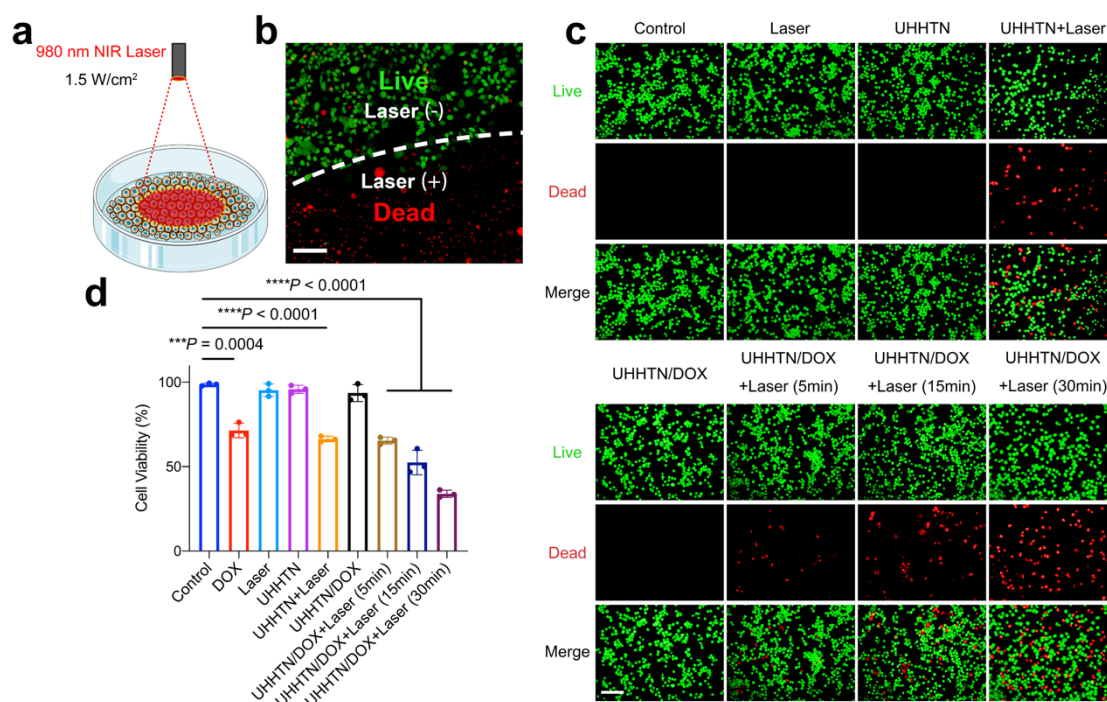 a
980 nm NIR Laser
1.5 W/cm²
b
Live
Laser (-)
Laser (+)
Dead
c
Control Laser UHHTN UHHTN+Laser
Live
Dead
Merge
UHHTN/DOX UHHTN/DOX +Laser (5min) UHHTN/DOX +Laser (15min) UHHTN/DOX +Laser (30min)
Live
Dead
Merge
d
****P < 0.0001
****P < 0.0001
***P = 0.0004
Cell Viability (%)
100
50
0
Control
DOX
Laser
UHHTN
UHHTN+Laser
UHHTN/DOX
UHHTN/DOX+Laser (5min)
UHHTN/DOX+Laser (15min)
UHHTN/DOX+Laser (30min)